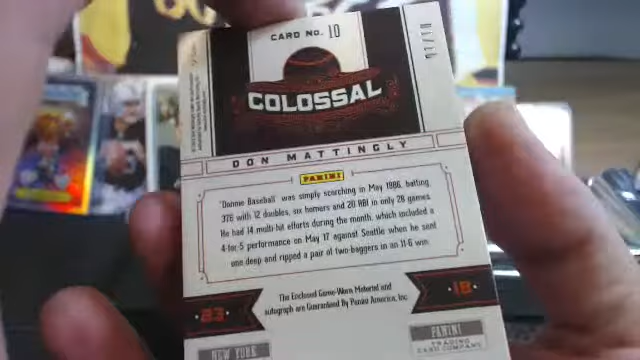 CARD NO. 10
COLOSSAL
DON MATTINGLY
PANINI
"Donnie Baseball" was simply scorching in May 1986, batting
.376 with 12 doubles, six homers and 20 RBI in only 28 games.
He had 14 multi-hit efforts during the month, which included a
4-for-5 performance on May 17 against Seattle when he sent
one deep and ripped a pair of two-baggers in an 11-6 win.
The Enclosed Game-Worn Material and
autograph are Guaranteed By Panini America, Inc.
23
1B
NEW YORK
PANINI
TRADING
CARD COMPANY